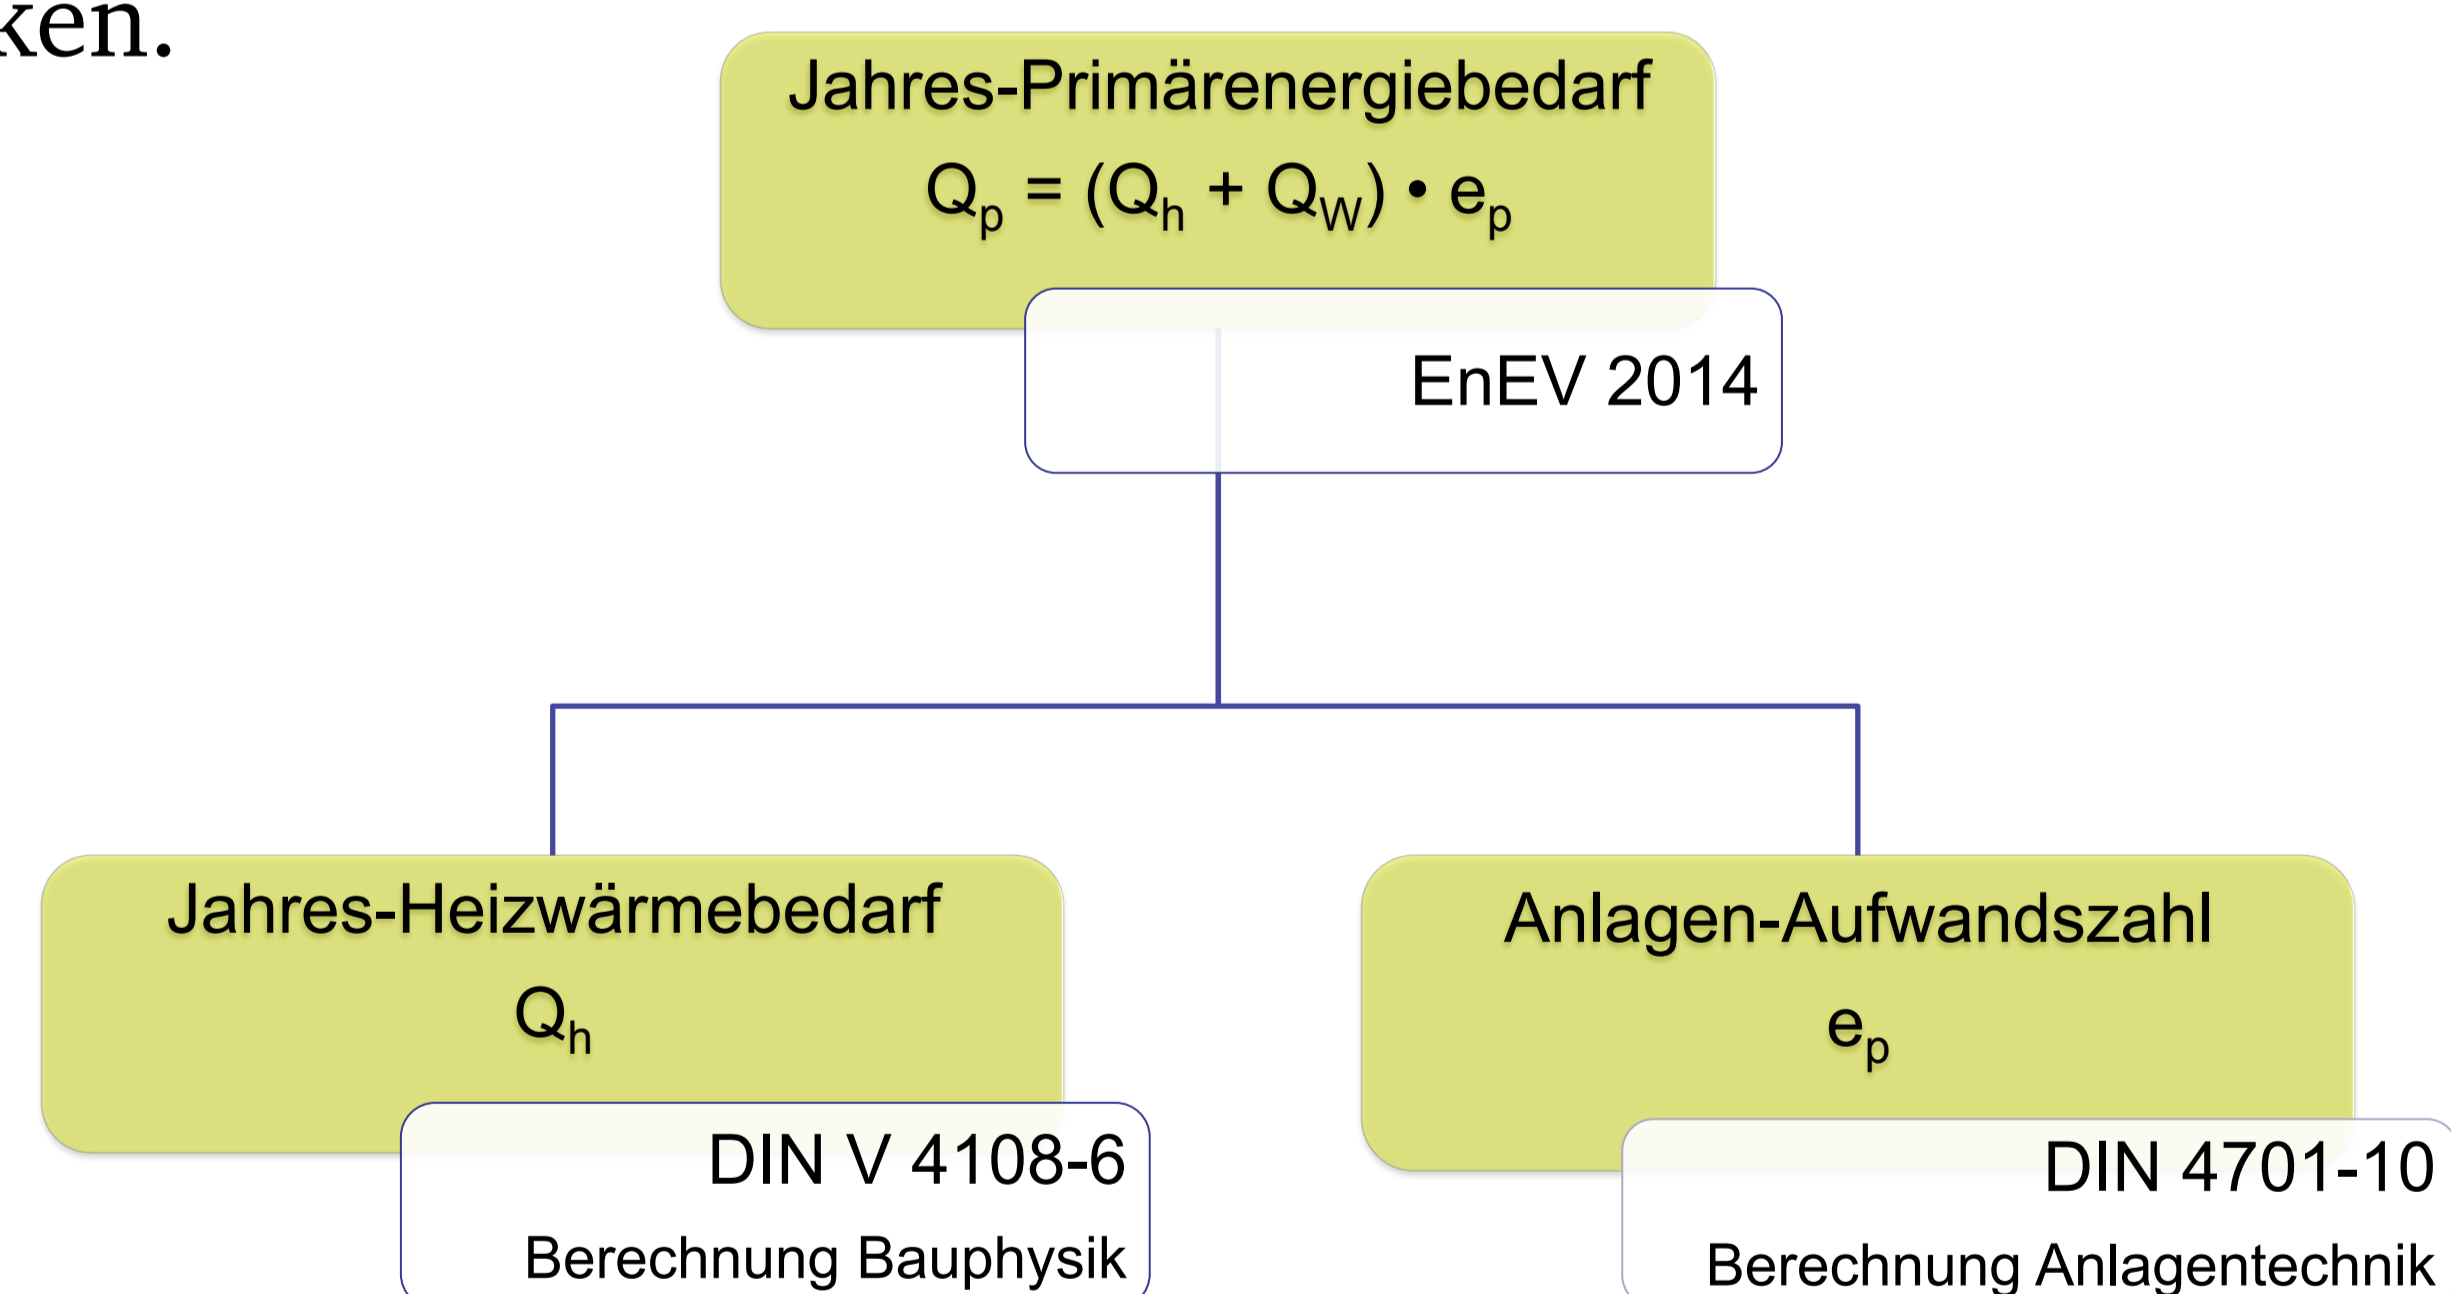 Jahres-Primärenergiebedarf
Qp = (Qh + QW) • ep
EnEV 2014
Jahres-Heizwärmebedarf
Qh
DIN V 4108-6
Berechnung Bauphysik
Anlagen-Aufwandszahl
ep
DIN 4701-10
Berechnung Anlagentechnik